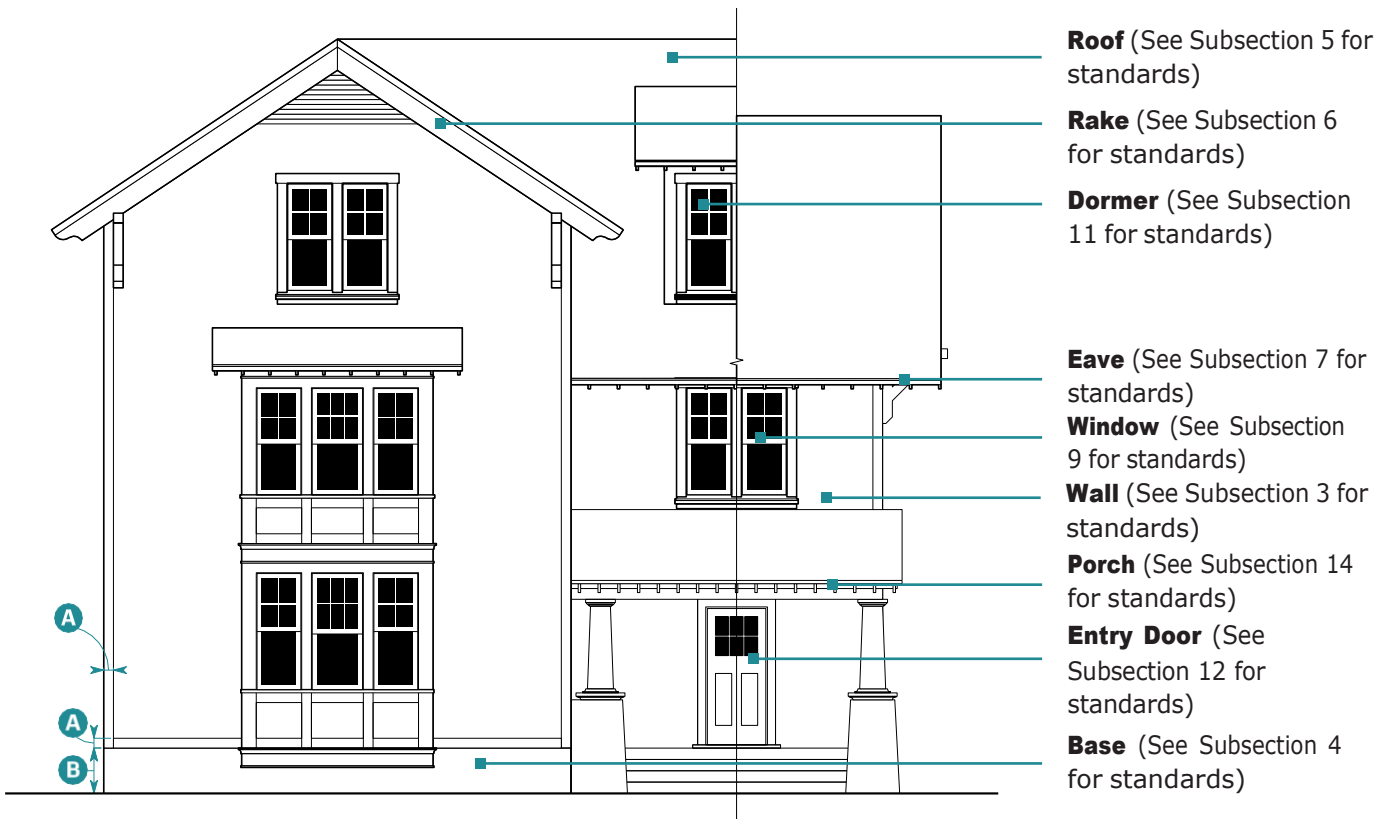 Roof (See Subsection 5 for
standards)
Rake (See Subsection 6
for standards)
Dormer (See Subsection
11 for standards)
Eave (See Subsection 7 for
standards)
Window (See Subsection
9 for standards)
Wall (See Subsection 3 for
standards)
Porch (See Subsection 14
for standards)
Entry Door (See
Subsection 12 for
standards)
Base (See Subsection 4
for standards)
A
A
B